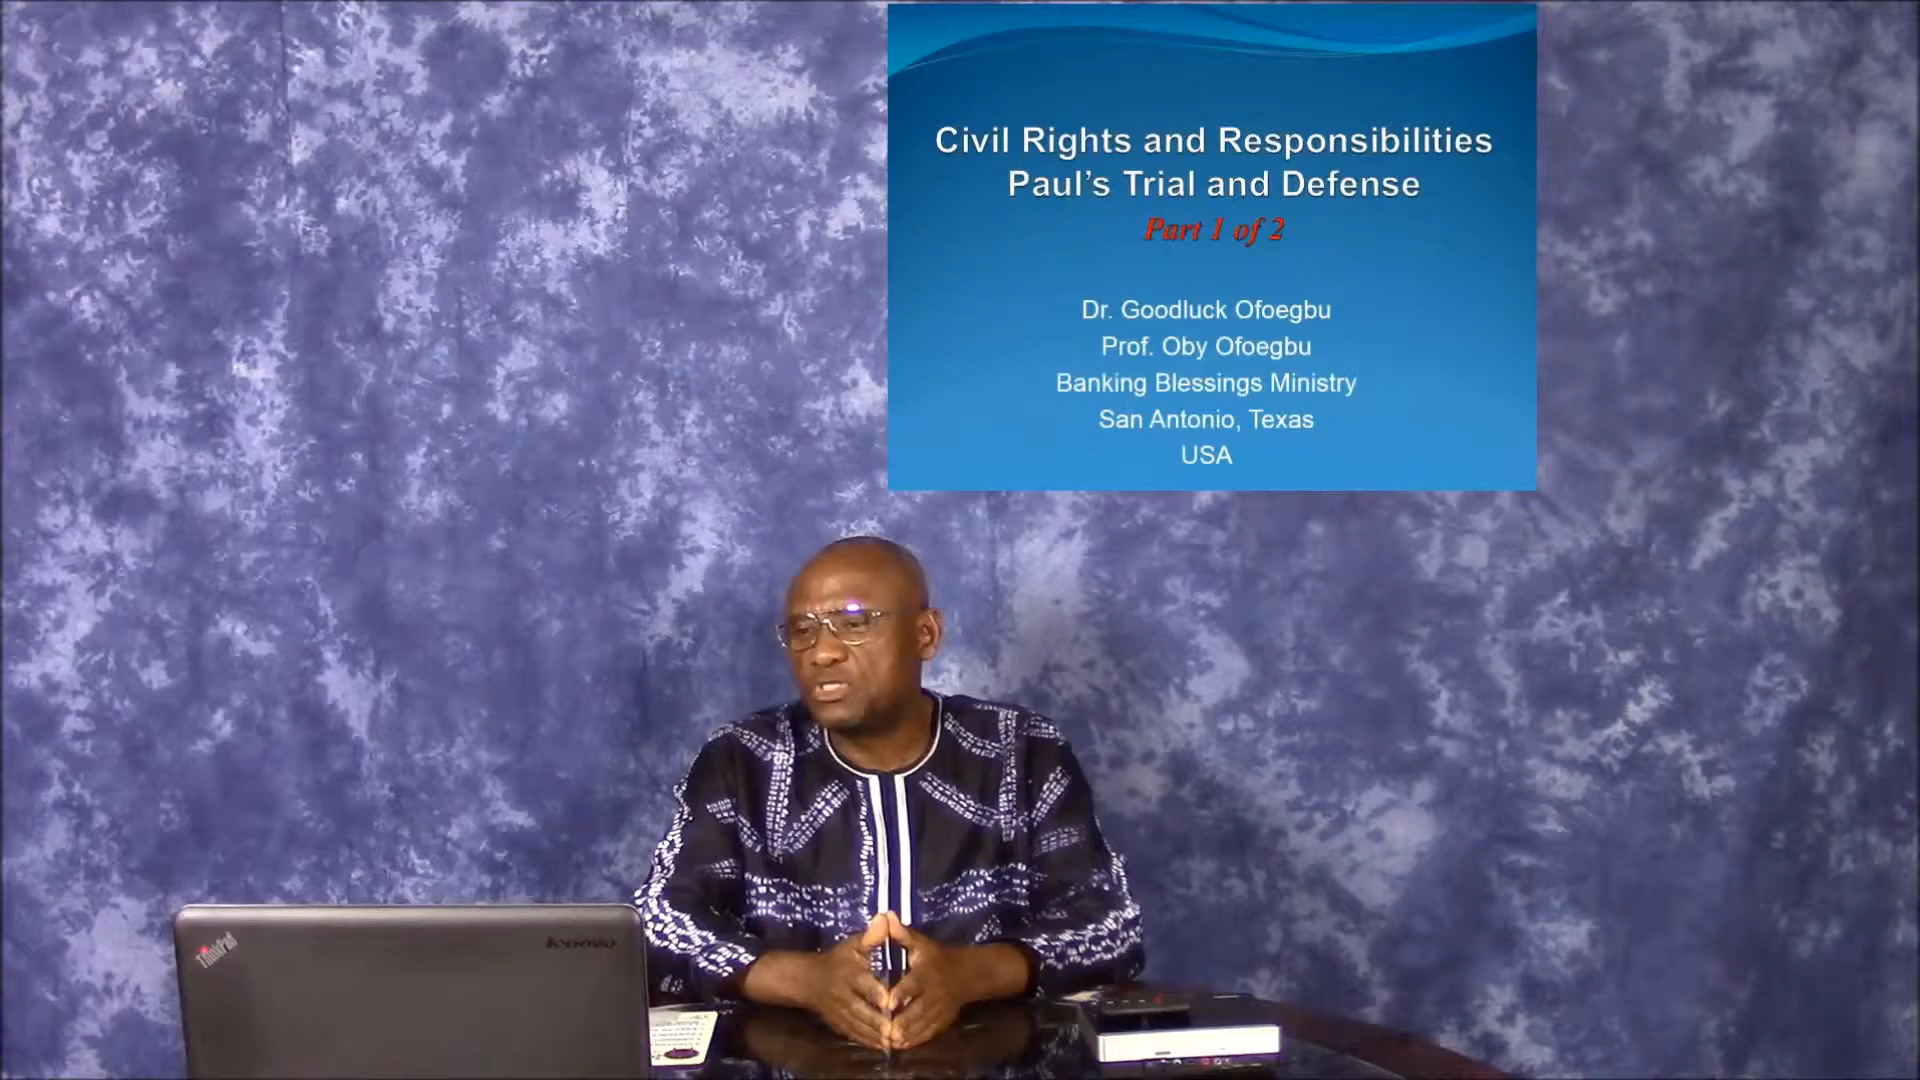 Civil Rights and Responsibilities
Paul's Trial and Defense
Part 1 of 2
Dr. Goodluck Ofoegbu
Prof. Oby Ofoegbu
Banking Blessings Ministry
San Antonio, Texas
USA
ThinkPad
lenovo